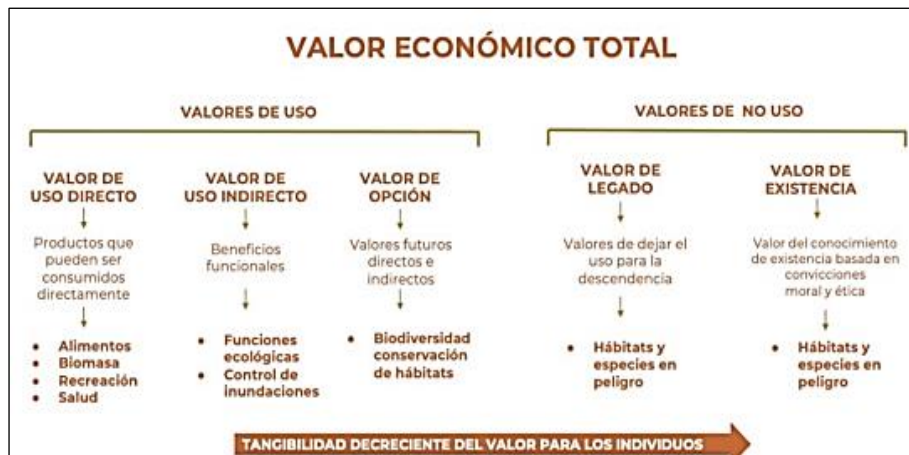 VALOR ECONÓMICO TOTAL
VALORES DE USO
VALORES DE NO USO
VALOR DE
USO DIRECTO
Productos que
pueden ser
consumidos
directamente
• Alimentos
• Biomasa
• Recreación
• Salud
VALOR DE
USO INDIRECTO
Beneficios
funcionales
• Funciones
ecológicas
• Control de
inundaciones
VALOR DE
OPCIÓN
Valores futuros
directos e
indirectos
• Biodiversidad
conservación
de hábitats
VALOR DE
LEGADO
Valores de dejar el
uso para la
descendencia
• Hábitats y
especies en
peligro
VALOR DE
EXISTENCIA
Valor del conocimiento
de existencia basada en
convicciones
moral y ética
• Hábitats y
especies en
peligro
TANGIBILIDAD DECRECIENTE DEL VALOR PARA LOS INDIVIDUOS